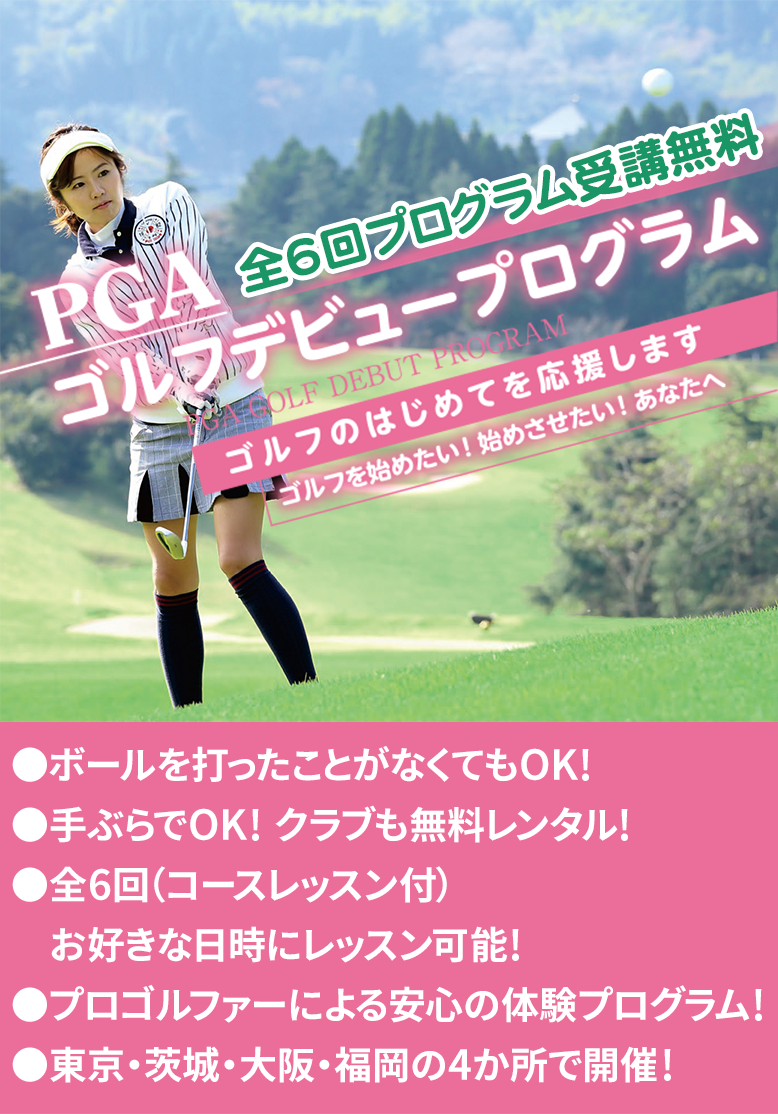 全6回プログラム受講無料
PGA
ゴルフデビュープログラム
PGA GOLF DEBUT PROGRAM
ゴルフのはじめてを応援します
ゴルフを始めたい！始めさせたい！あなたへ
●ボールを打ったことがなくてもOK！
●手ぶらでOK！クラブも無料レンタル！
●全6回（コースレッスン付）
お好きな日時にレッスン可能！
●プロゴルファーによる安心の体験プログラム！
●東京・茨城・大阪・福岡の4か所で開催！